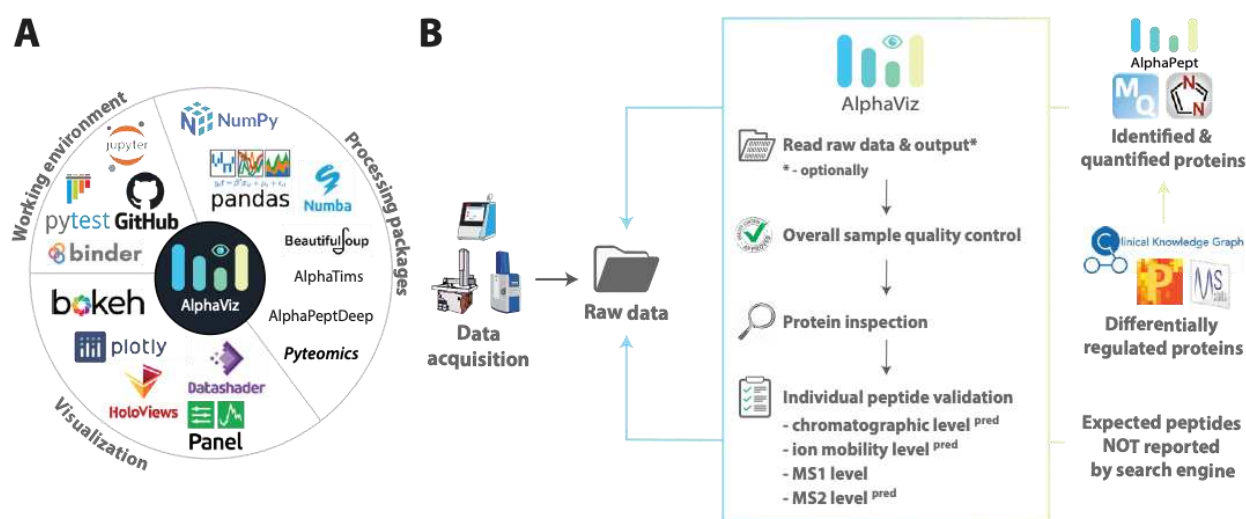 A
Working environment
jupyter
pytest
GitHub
binder
NumPy
pandas
Numba
Processing packages
BeautifulSoup
AlphaTims
AlphaPeptDeep
Pyteomics
AlphaViz
bokeh
plotly
HoloViews
Datashader
Panel
Visualization
B
Data
acquisition
Raw data
AlphaViz
Read raw data & output*
* - optionally
Overall sample quality control
APPROVED
Protein inspection
Individual peptide validation
- chromatographic level pred
- ion mobility level pred
- MS1 level
- MS2 level pred
AlphaPept
MQ
N
N
Identified &
quantified proteins
Clinical Knowledge Graph
P
MS
Differentially
regulated proteins
Expected peptides
NOT reported
by search engine